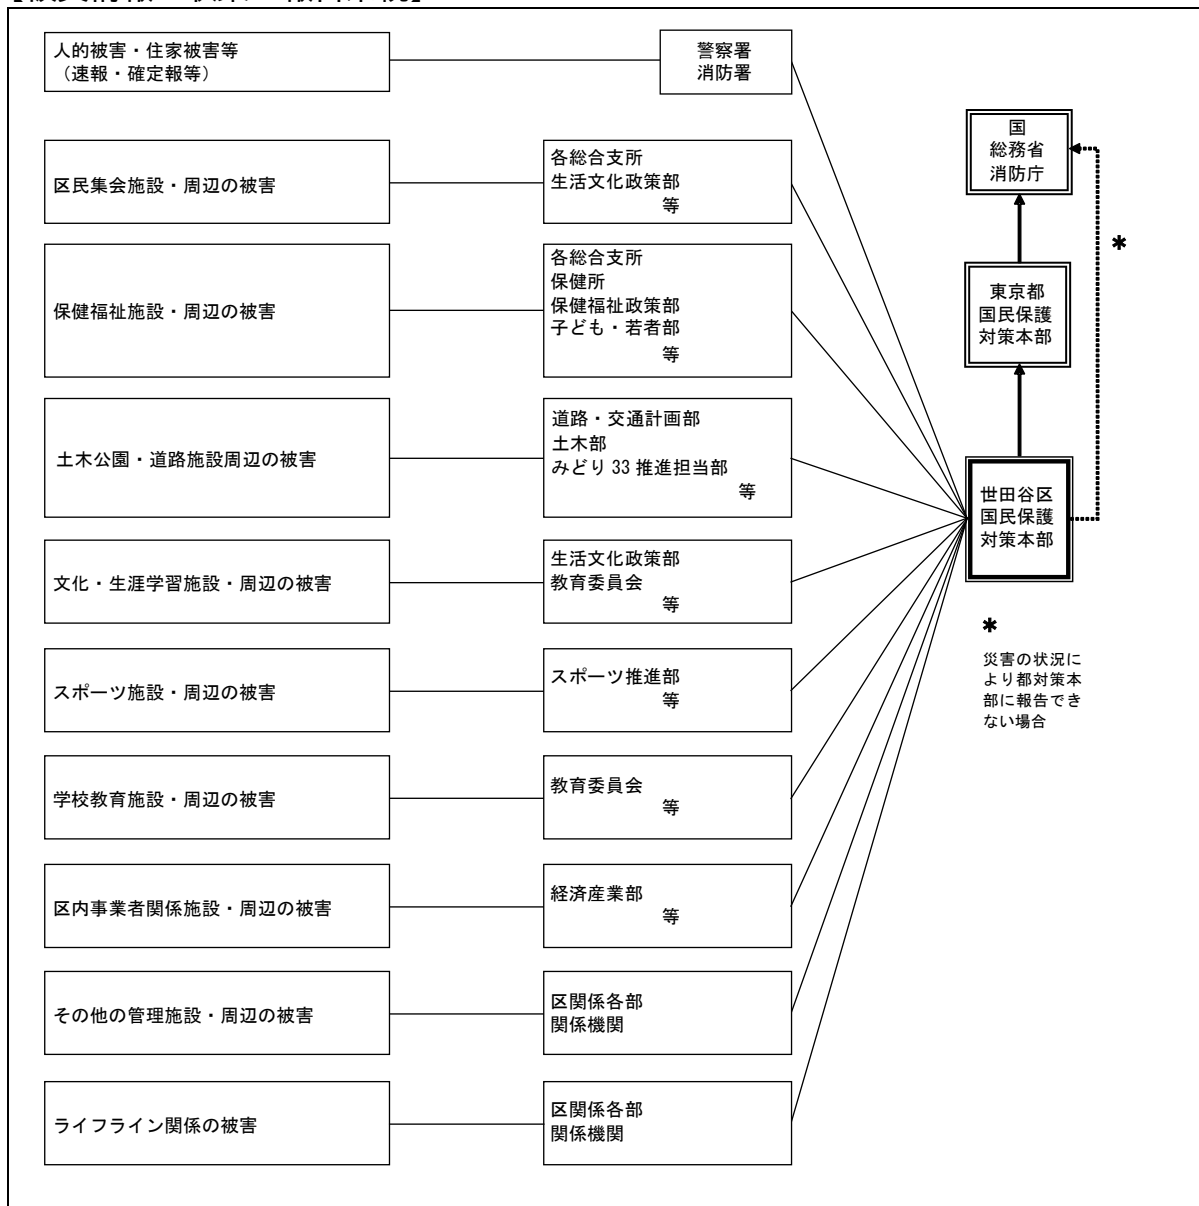 人的被害・住家被害等
（速報・確定報等）
警察署
消防署
国
総務省
消防庁
区民集会施設・周辺の被害
各総合支所
生活文化政策部
等
＊
保健福祉施設・周辺の被害
各総合支所
保健所
保健福祉政策部
子ども・若者部
等
東京都
国民保護
対策本部
土木公園・道路施設周辺の被害
道路・交通計画部
土木部
みどり 33 推進担当部
等
世田谷区
国民保護
対策本部
文化・生涯学習施設・周辺の被害
生活文化政策部
教育委員会
等
＊
災害の状況に
より都対策本
部に報告でき
ない場合
スポーツ施設・周辺の被害
スポーツ推進部
等
学校教育施設・周辺の被害
教育委員会
等
区内事業者関係施設・周辺の被害
経済産業部
等
その他の管理施設・周辺の被害
区関係各部
関係機関
ライフライン関係の被害
区関係各部
関係機関